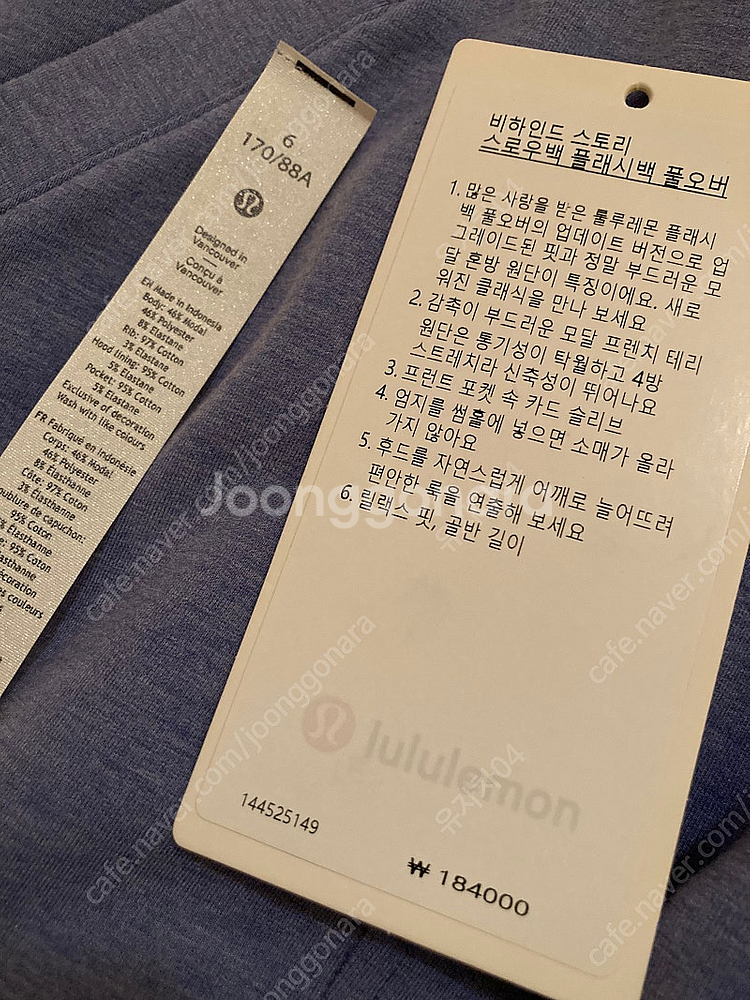 6
170/88A
Designed in
Vancouver
Conçu à
Vancouver
EN Made in Indonesia
Body: 46% Modal
46% Polyester
8% Elastane
Rib: 97% Cotton
3% Elastane
Hood lining: 95% Cotton
5% Elastane
Pocket: 95% Cotton
5% Elastane
Exclusive of decoration
Wash with like colours
FR Fabriqué en Indonésie
Corps: 46% Modal
46% Polyester
8% Élasthanne
Côte: 97% Coton
3% Élasthanne
oublure de capuchon:
95% Coton
% Élasthanne
e: 95% Coton
asthanne
écoration
es couleurs
비하인드 스토리
스로우백 플래시백 풀오버
1. 많은 사랑을 받은 룰루레몬 플래시
백 풀오버의 업데이트 버전으로 업
그레이드된 핏과 정말 부드러운 모
달 혼방 원단이 특징이에요. 새로
워진 클래식을 만나 보세요
2. 감촉이 부드러운 모달 프렌치 테리
원단은 통기성이 탁월하고 4방
스트레치라 신축성이 뛰어나요
3. 프런트 포켓 속 카드 슬리브
4. 엄지를 썸홀에 넣으면 소매가 올라
가지 않아요
5. 후드를 자연스럽게 어깨로 늘어뜨려
편안한 룩을 연출해 보세요
6. 릴랙스 핏, 골반 길이
lululemon
144525149
₩ 184000
Joonggonara
cafe.naver.com/joonggonara